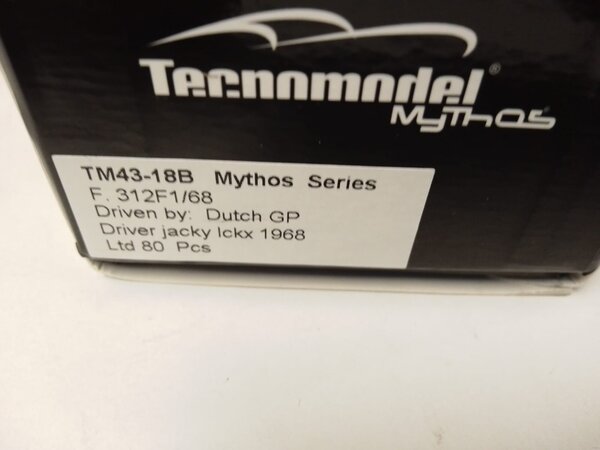 Tecnomodel®
Mythos
TM43-18B Mythos Series
F. 312F1/68
Driven by: Dutch GP
Driver jacky Ickx 1968
Ltd 80 Pcs